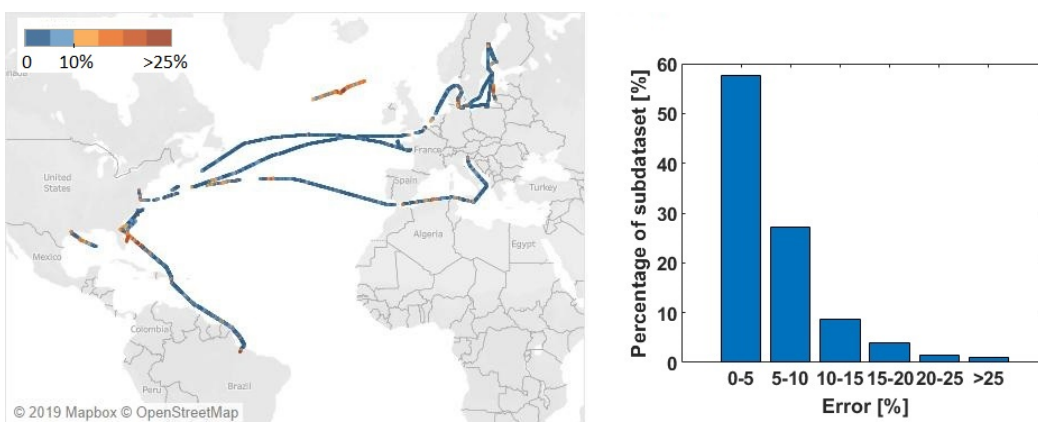 0 10% >25%
United
States
Mexico
Colombia
Peru
Brazil
France
Spain
Algeria
Egypt
Turkey
© 2019 Mapbox © OpenStreetMap
Percentage of subdataset [%]
60
50
40
30
20
10
0
0-5 5-10 10-15 15-20 20-25 >25
Error [%]